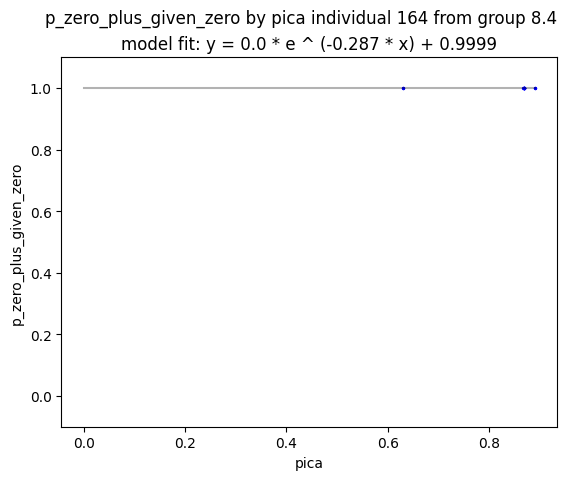 p_zero_plus_given_zero by pica individual 164 from group 8.4
model fit: y = 0.0 * e ^ (-0.287 * x) + 0.9999
1.0
0.8
0.6
0.4
0.2
0.0
p_zero_plus_given_zero
0.0 0.2 0.4 0.6 0.8
pica